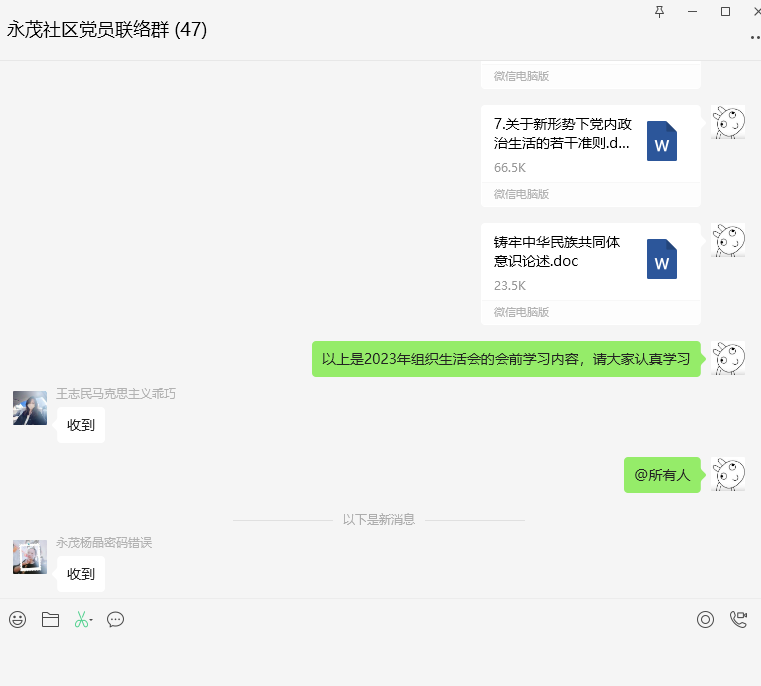 永茂社区党员联络群 (47)
微信电脑版
7.关于新形势下党内政
治生活的若干准则.d...
W
66.5K
微信电脑版
铸牢中华民族共同体
意识论述.doc
W
23.5K
微信电脑版
以上是2023年组织生活会的会前学习内容，请大家认真学习
王志民马克思主义乖巧
收到
@所有人
以下是新消息
永茂杨晶密码错误
收到